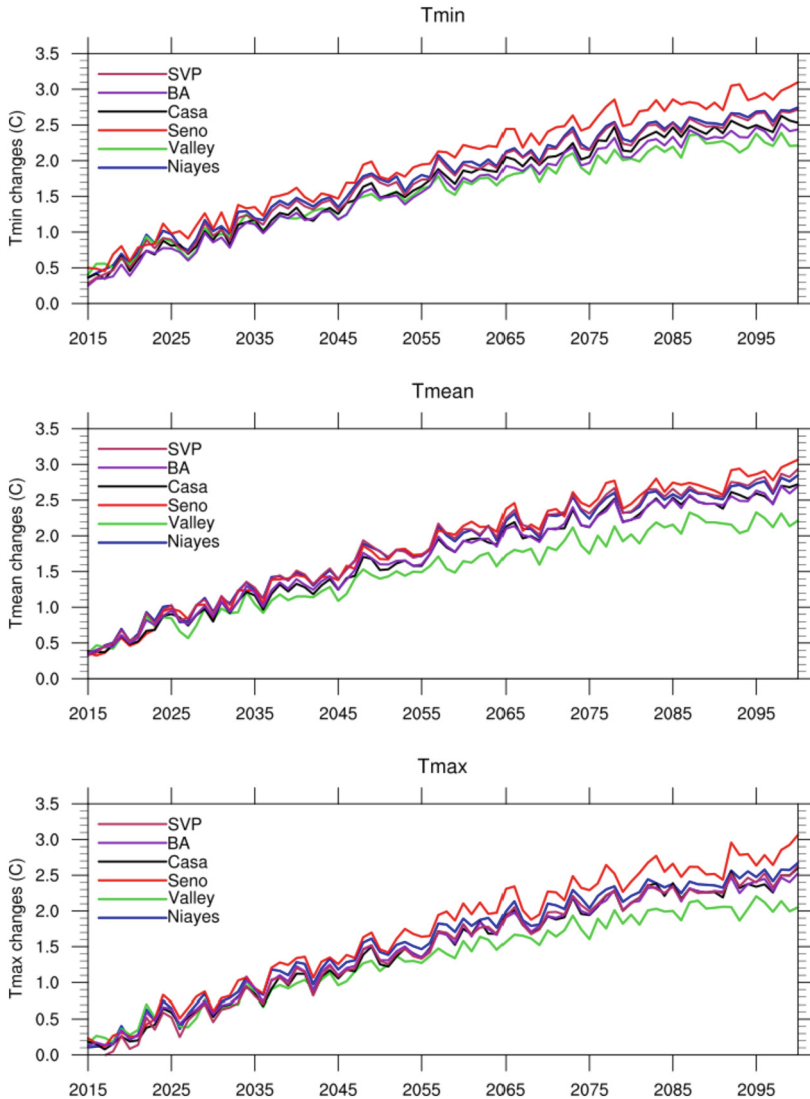 Tmin
Tmin changes (C)
3.5
3.0
2.5
2.0
1.5
1.0
0.5
0.0
SVP
BA
Casa
Seno
Valley
Niayes
2015 2025 2035 2045 2055 2065 2075 2085 2095
Tmean
Tmean changes (C)
3.5
3.0
2.5
2.0
1.5
1.0
0.5
0.0
SVP
BA
Casa
Seno
Valley
Niayes
2015 2025 2035 2045 2055 2065 2075 2085 2095
Tmax
Tmax changes (C)
3.5
3.0
2.5
2.0
1.5
1.0
0.5
0.0
SVP
BA
Casa
Seno
Valley
Niayes
2015 2025 2035 2045 2055 2065 2075 2085 2095